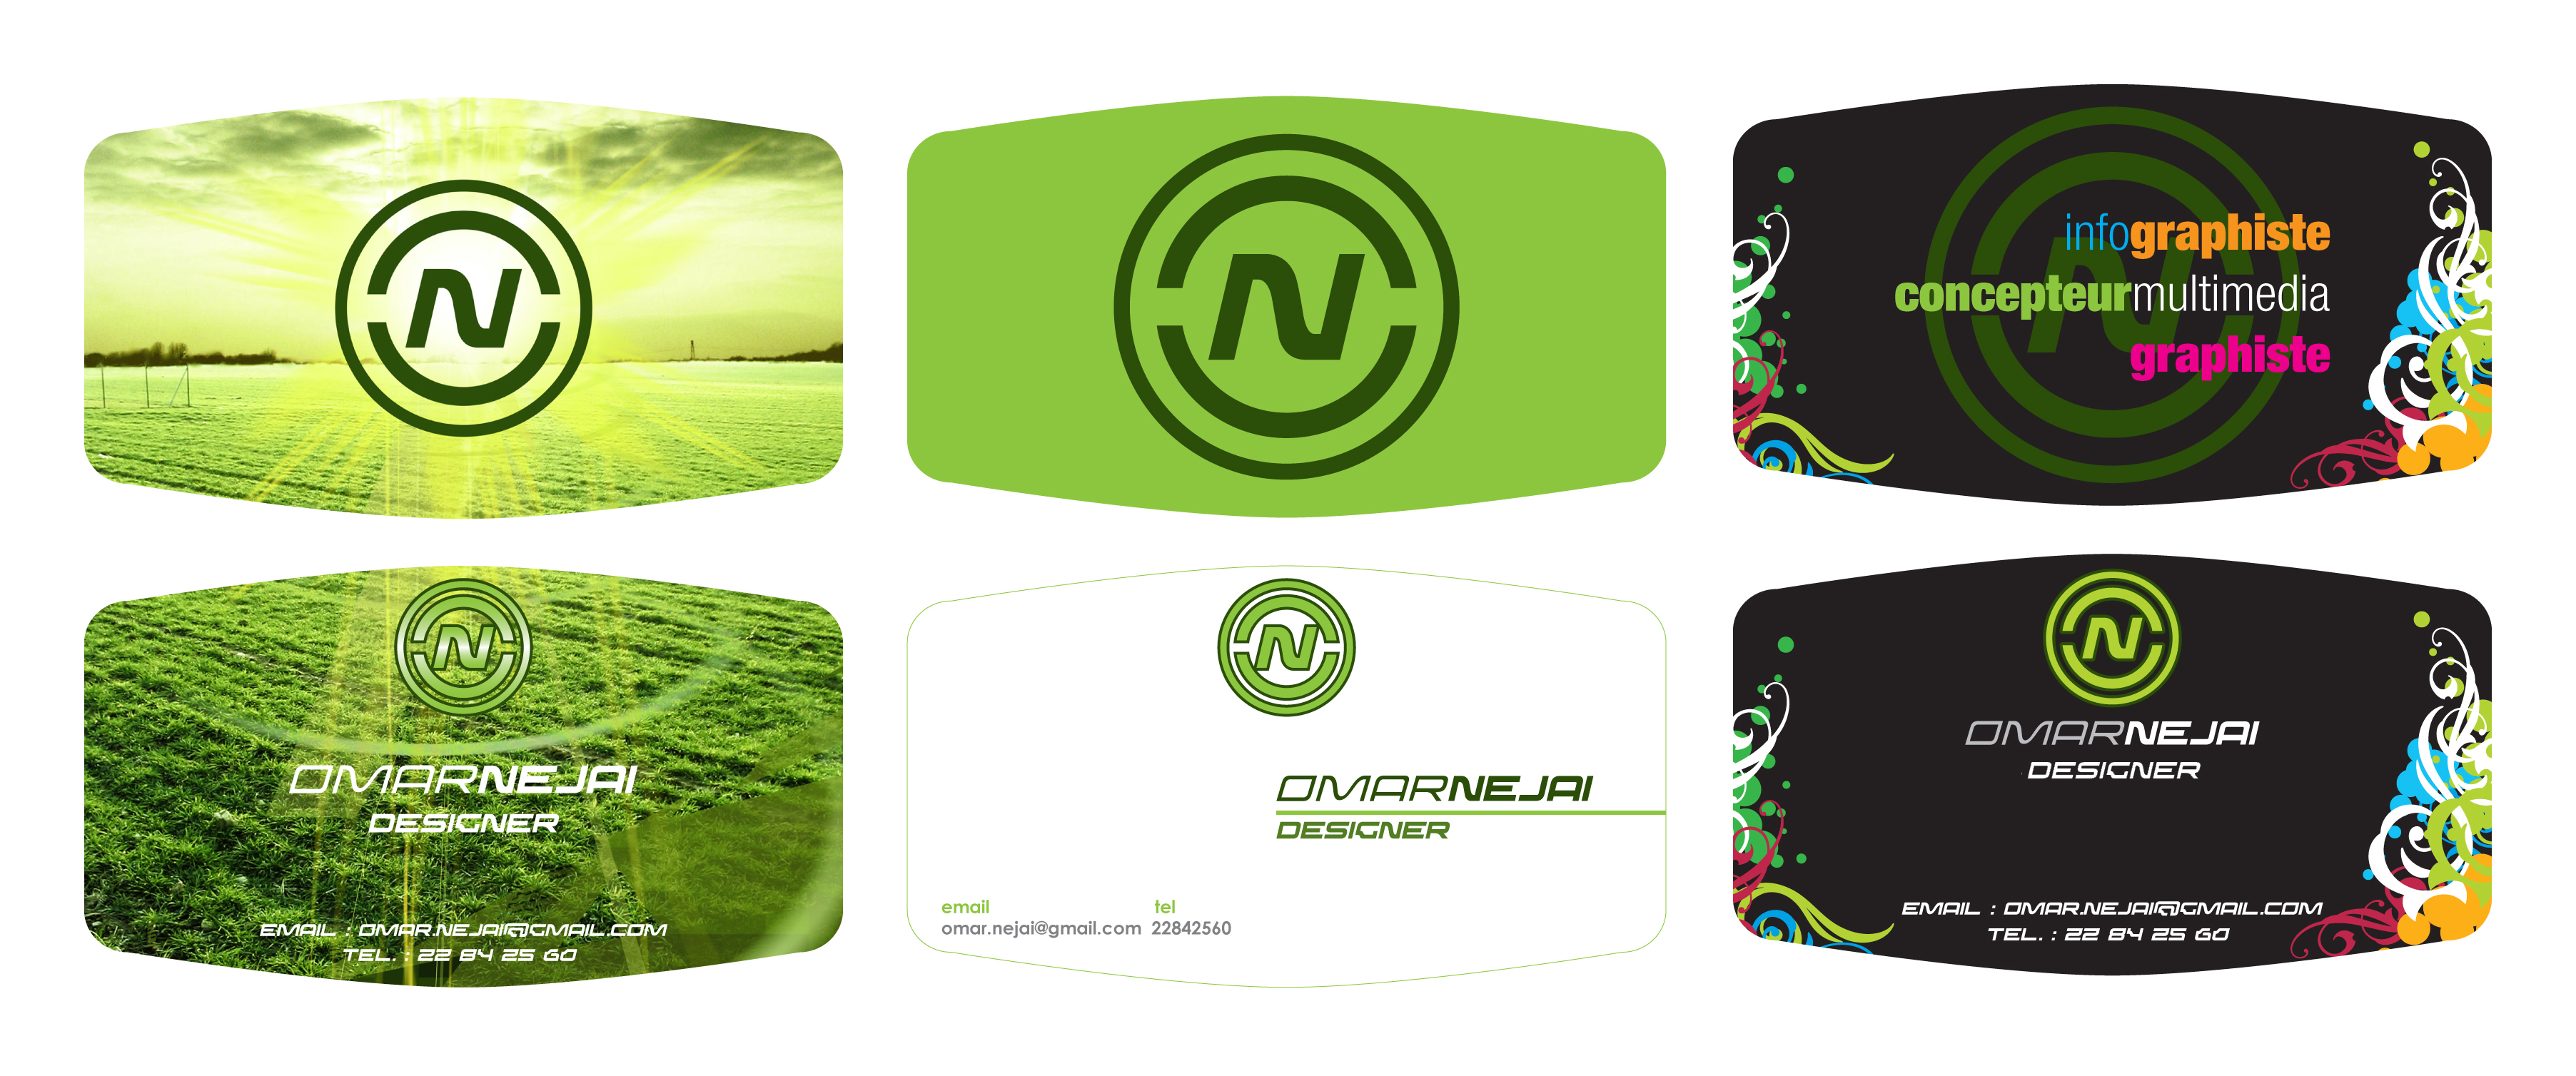 N
N
infographiste
concepteurmultimedia
graphiste
N
OMARNEJAI
DESIGNER
EMAIL : OMAR.NEJAI@GMAIL.COM
TEL. : 22 84 25 60
N
OMARNEJAI
DESIGNER
email tel
omar.nejai@gmail.com 22842560
N
OMARNEJAI
DESIGNER
EMAIL : OMAR.NEJAI@GMAIL.COM
TEL. : 22 84 25 60